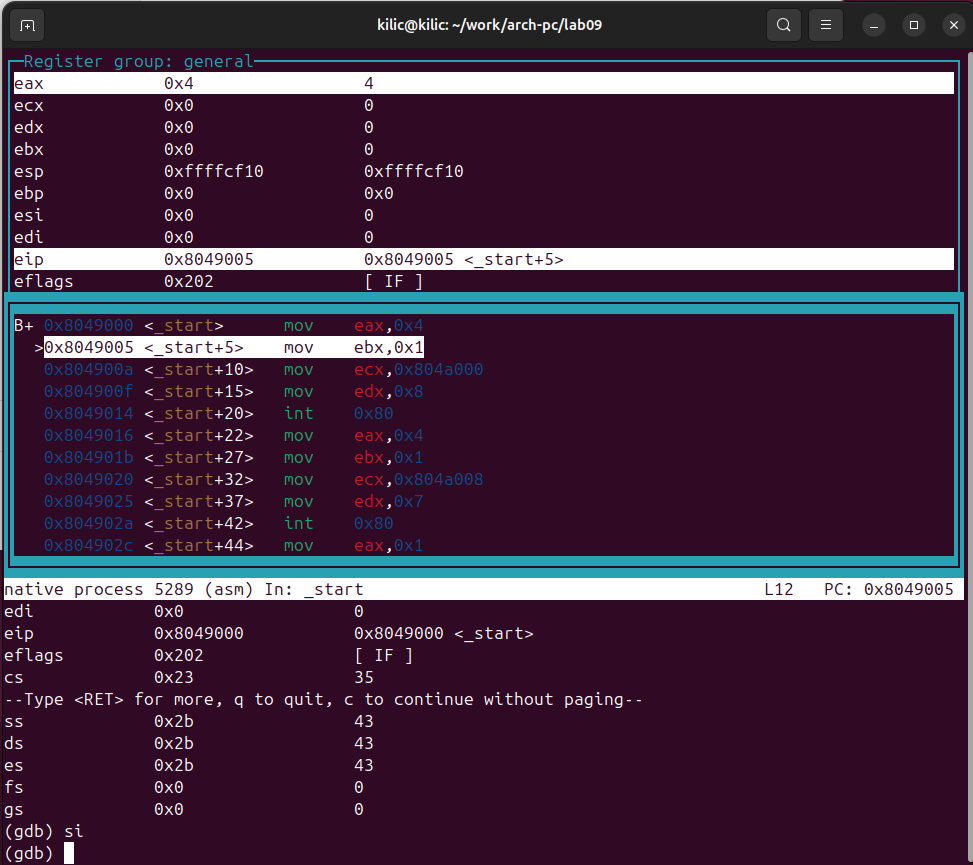 kilic@kilic: ~/work/arch-pc/lab09
Register group: general
eax 0x4 4
ecx 0x0 0
edx 0x0 0
ebx 0x0 0
esp 0xffffcf10 0xffffcf10
ebp 0x0 0x0
esi 0x0 0
edi 0x0 0
eip 0x8049005 0x8049005 <_start+5>
eflags 0x202 [ IF ]
B+ 0x8049000 <_start> mov eax,0x4
>0x8049005 <_start+5> mov ebx,0x1
0x804900a <_start+10> mov ecx,0x804a000
0x804900f <_start+15> mov edx,0x8
0x8049014 <_start+20> int 0x80
0x8049016 <_start+22> mov eax,0x4
0x804901b <_start+27> mov ebx,0x1
0x8049020 <_start+32> mov ecx,0x804a008
0x8049025 <_start+37> mov edx,0x7
0x804902a <_start+42> int 0x80
0x804902c <_start+44> mov eax,0x1
native process 5289 (asm) In: _start L12 PC: 0x8049005
edi 0x0 0
eip 0x8049000 0x8049000 <_start>
eflags 0x202 [ IF ]
cs 0x23 35
--Type <RET> for more, q to quit, c to continue without paging--
ss 0x2b 43
ds 0x2b 43
es 0x2b 43
fs 0x0 0
gs 0x0 0
(gdb) si
(gdb)